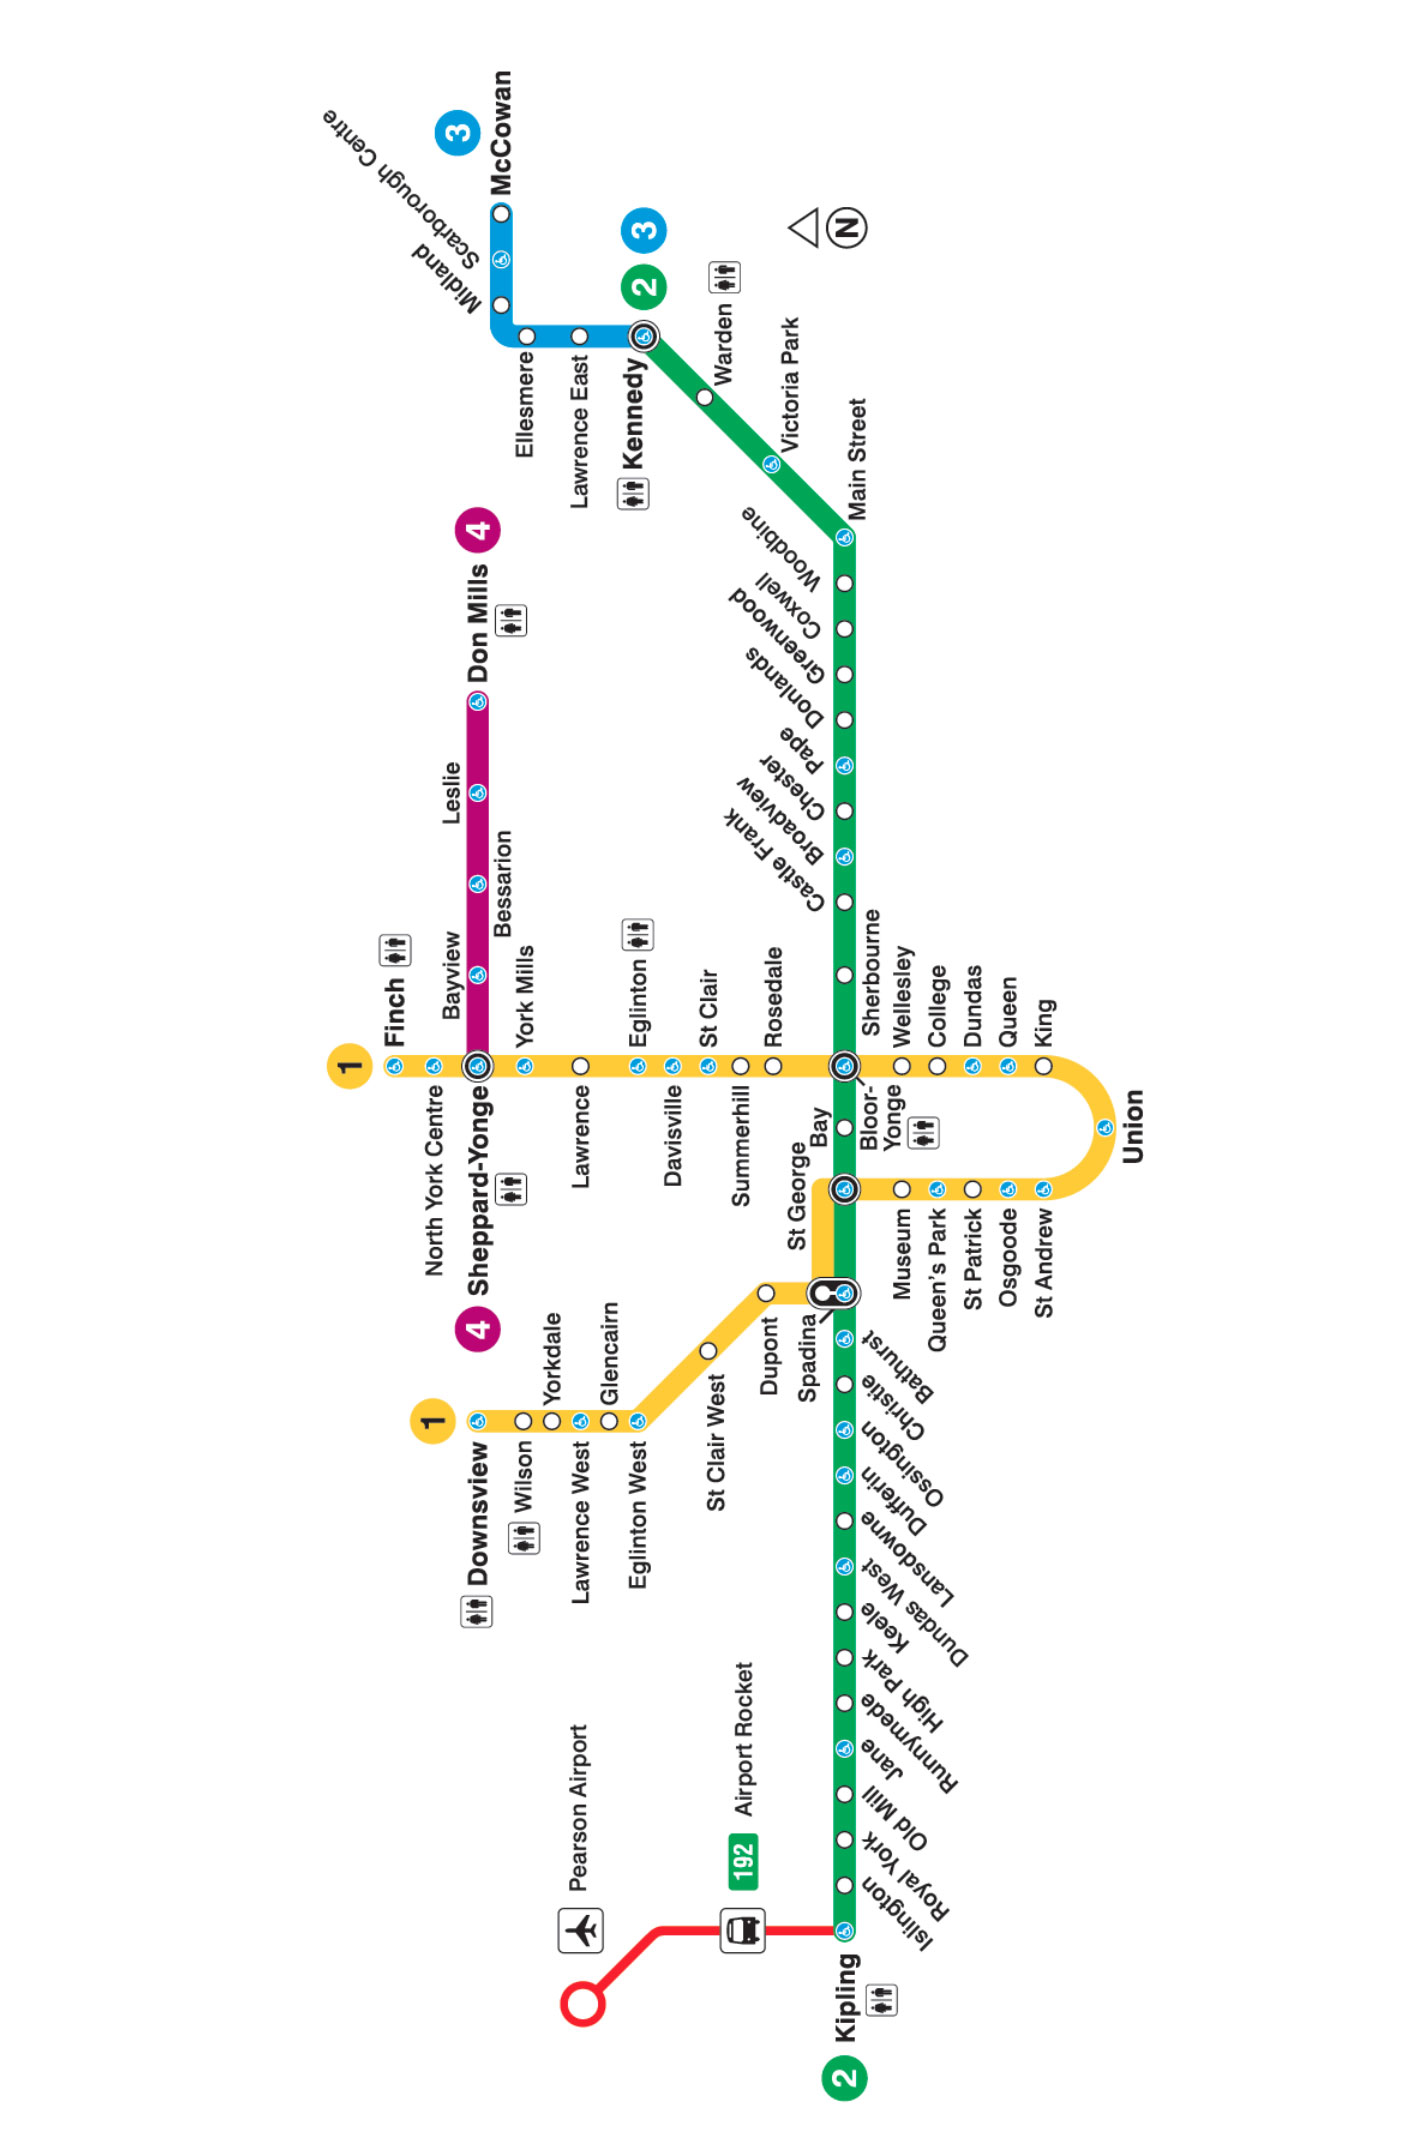 3
McCowan
Scarborough Centre
Midland
Ellesmere
Lawrence East
2
3
Kennedy
Warden
Victoria Park
Main Street
N
4
Don Mills
Leslie
Bessarion
Bayview
4
Sheppard-Yonge
1
Finch
North York Centre
York Mills
Lawrence
Eglinton
Davisville
St Clair
Summerhill
Rosedale
Bloor-
Yonge
Wellesley
College
Dundas
Queen
King
Union
St Andrew
Osgoode
St Patrick
Queen's Park
Museum
St George
Spadina
Dupont
St Clair West
Eglinton West
Glencairn
Lawrence West
Yorkdale
Wilson
Downsview
1
Woodbine
Coxwell
Greenwood
Donlands
Pape
Chester
Broadview
Castle Frank
Sherbourne
Bay
Bathurst
Christie
Ossington
Dufferin
Lansdowne
Dundas West
Keele
High Park
Runnymede
Jane
Old Mill
Royal York
Islington
Kipling
2
Pearson Airport
192
Airport Rocket